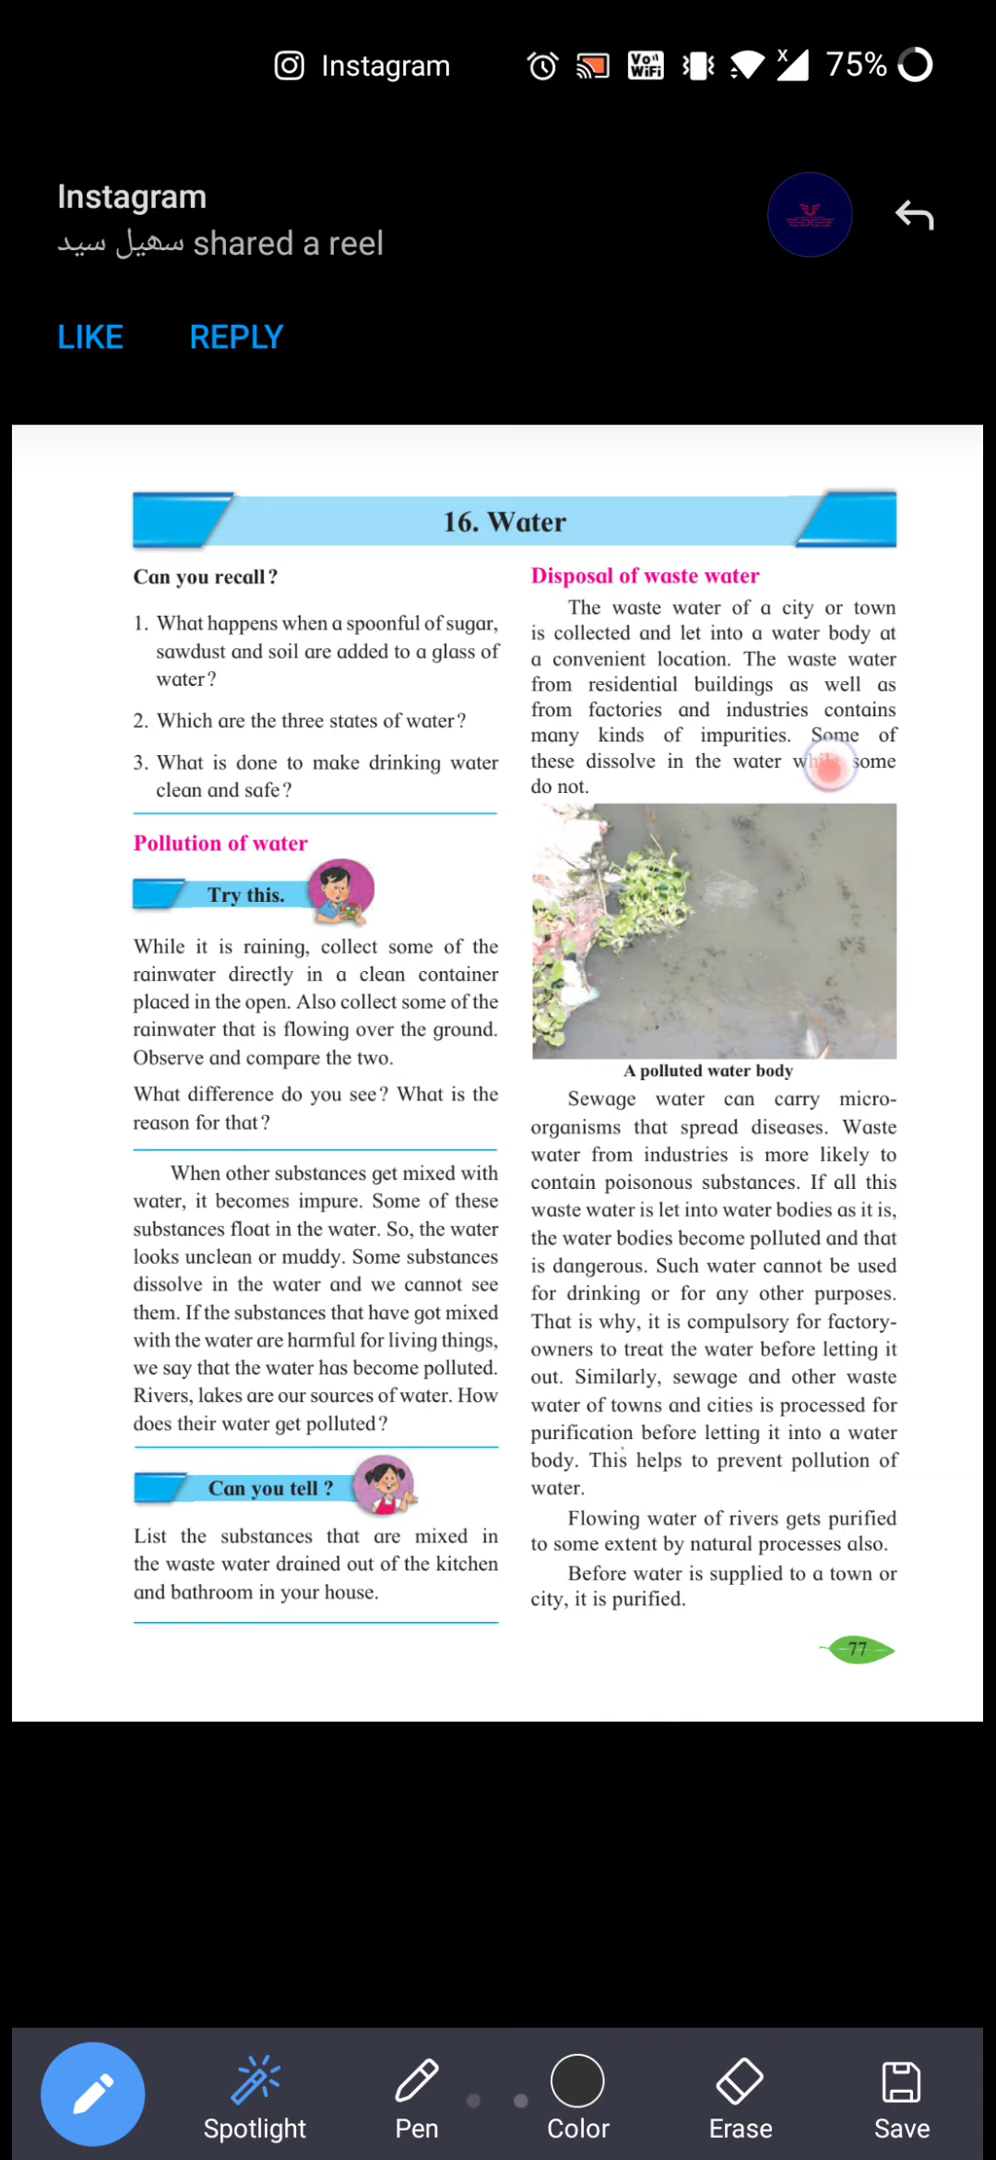 Instagram
75%
Instagram
سهیل سید shared a reel
LIKE REPLY
16. Water
Can you recall?
1. What happens when a spoonful of sugar,
sawdust and soil are added to a glass of
water?
2. Which are the three states of water?
3. What is done to make drinking water
clean and safe?
Pollution of water
Try this.
While it is raining, collect some of the
rainwater directly in a clean container
placed in the open. Also collect some of the
rainwater that is flowing over the ground.
Observe and compare the two.
What difference do you see? What is the
reason for that?
When other substances get mixed with
water, it becomes impure. Some of these
substances float in the water. So, the water
looks unclean or muddy. Some substances
dissolve in the water and we cannot see
them. If the substances that have got mixed
with the water are harmful for living things,
we say that the water has become polluted.
Rivers, lakes are our sources of water. How
does their water get polluted?
Can you tell ?
List the substances that are mixed in
the waste water drained out of the kitchen
and bathroom in your house.
Disposal of waste water
The waste water of a city or town
is collected and let into a water body at
a convenient location. The waste water
from residential buildings as well as
from factories and industries contains
many kinds of impurities. Some of
these dissolve in the water while some
do not.
A polluted water body
Sewage water can carry micro-
organisms that spread diseases. Waste
water from industries is more likely to
contain poisonous substances. If all this
waste water is let into water bodies as it is,
the water bodies become polluted and that
is dangerous. Such water cannot be used
for drinking or for any other purposes.
That is why, it is compulsory for factory-
owners to treat the water before letting it
out. Similarly, sewage and other waste
water of towns and cities is processed for
purification before letting it into a water
body. This helps to prevent pollution of
water.
Flowing water of rivers gets purified
to some extent by natural processes also.
Before water is supplied to a town or
city, it is purified.
77
Spotlight Pen Color Erase Save